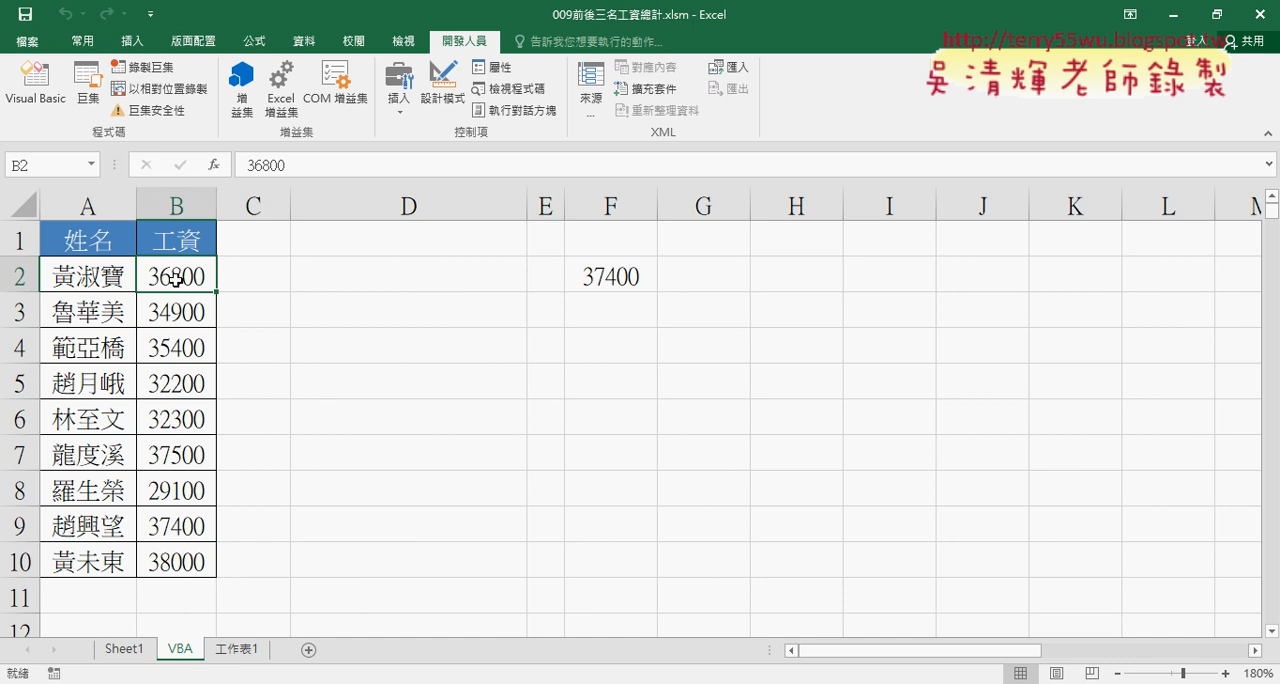 009前後三名工資總計.xlsm - Excel
檔案 常用 插入 版面配置 公式 資料 校閱 檢視 開發人員 告訴我您想要執行的動作... 登入 共用
http://terry55wu.blogspot.tw
吳清輝老師錄製
Visual Basic 巨集 錄製巨集 以相對位置錄製 巨集安全性
程式碼
增益集 Excel 增益集 COM 增益集
增益集
插入 設計模式 屬性 檢視程式碼 執行對話方塊
控制項
來源... 對應內容 擴充套件 重新整理資料 匯入 匯出
XML
B2 fx 36800
A B C D E F G H I J K L M
1 姓名 工資
2 黃淑寶 36800 37400
3 魯華美 34900
4 範亞橋 35400
5 趙月峨 32200
6 林至文 32300
7 龍度溪 37500
8 羅生榮 29100
9 趙興望 37400
10 黃未東 38000
11
12
Sheet1 VBA 工作表1
就緒 180%